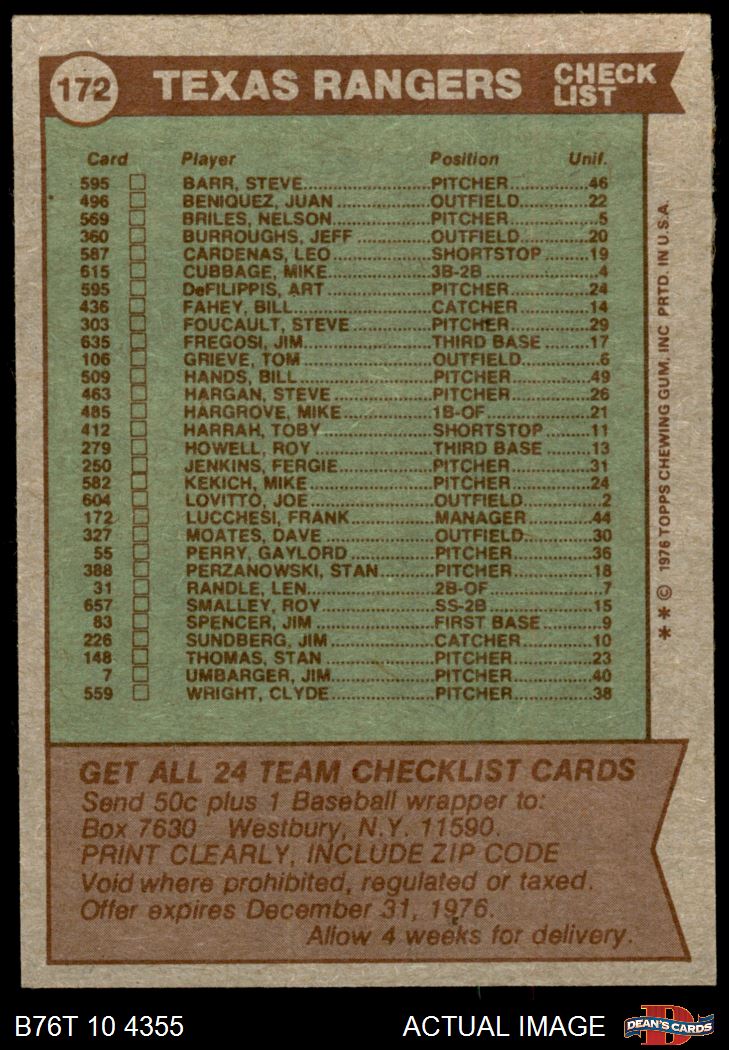 172 TEXAS RANGERS CHECK LIST
Card Player Position Unif.
595 BARR, STEVE PITCHER 46
496 BENIQUEZ, JUAN OUTFIELD 22
569 BRILES, NELSON PITCHER 5
360 BURROUGHS, JEFF OUTFIELD 20
587 CARDENAS, LEO SHORTSTOP 19
615 CUBBAGE, MIKE 3B-2B 4
595 DeFILIPPIS, ART PITCHER 24
436 FAHEY, BILL CATCHER 14
303 FOUCAULT, STEVE PITCHER 29
635 FREGOSI, JIM THIRD BASE 17
106 GRIEVE, TOM OUTFIELD 6
509 HANDS, BILL PITCHER 49
463 HARGAN, STEVE PITCHER 26
485 HARGROVE, MIKE 1B-OF 21
412 HARRAH, TOBY SHORTSTOP 11
279 HOWELL, ROY THIRD BASE 13
250 JENKINS, FERGIE PITCHER 31
582 KEKICH, MIKE PITCHER 24
604 LOVITTO, JOE OUTFIELD 2
172 LUCCHESI, FRANK MANAGER 44
327 MOATES, DAVE OUTFIELD 30
55 PERRY, GAYLORD PITCHER 36
388 PERZANOWSKI, STAN PITCHER 18
31 RANDLE, LEN 2B-OF 7
657 SMALLEY, ROY SS-2B 15
83 SPENCER, JIM FIRST BASE 9
226 SUNDBERG, JIM CATCHER 10
148 THOMAS, STAN PITCHER 23
7 UMBARGER, JIM PITCHER 40
559 WRIGHT, CLYDE PITCHER 38
* * © 1976 TOPPS CHEWING GUM, INC PRTD. IN U.S.A.
GET ALL 24 TEAM CHECKLIST CARDS
Send 50c plus 1 Baseball wrapper to:
Box 7630 Westbury, N.Y. 11590.
PRINT CLEARLY, INCLUDE ZIP CODE
Void where prohibited, regulated or taxed.
Offer expires December 31, 1976.
Allow 4 weeks for delivery.
B76T 10 4355 ACTUAL IMAGE DEAN'S CARDS